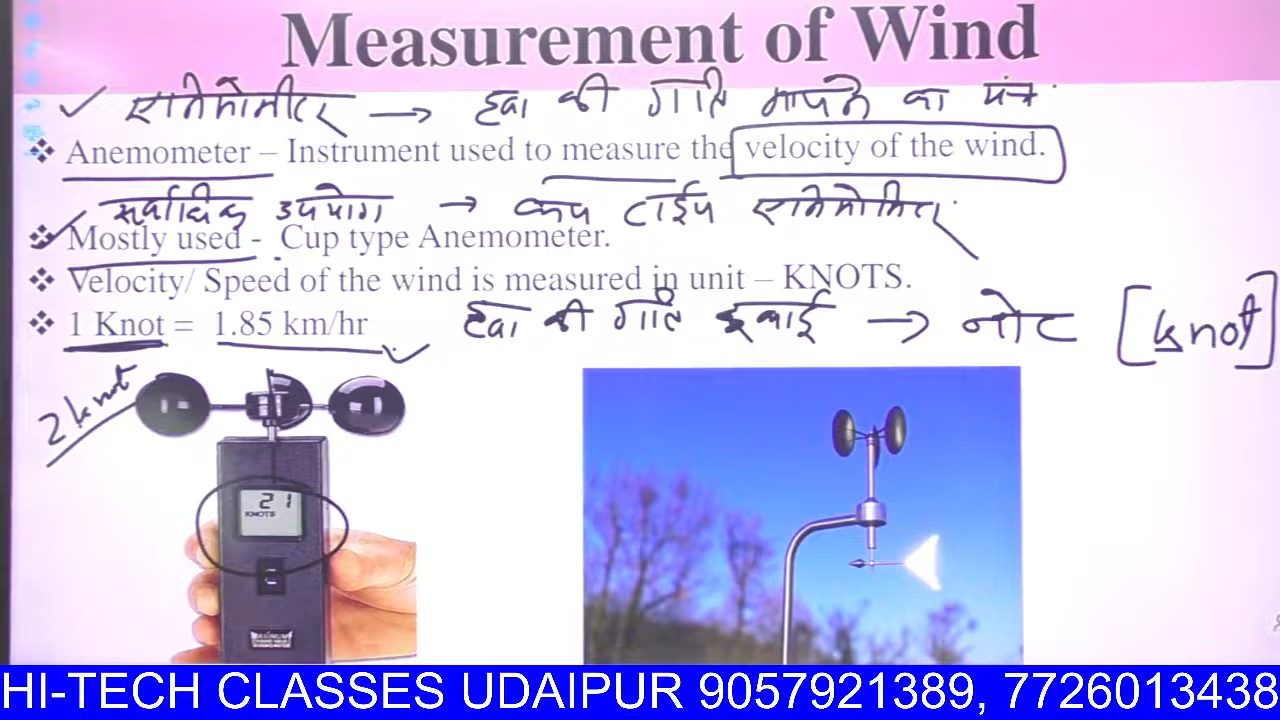 Measurement of Wind
एनिमोमीटर → हवा की गति मापने का यंत्र
❖ Anemometer – Instrument used to measure the velocity of the wind.
सर्वाधिक उपयोग → कप टाईप एनिमोमिटर
❖ Mostly used - Cup type Anemometer.
❖ Velocity/ Speed of the wind is measured in unit – KNOTS.
❖ 1 Knot = 1.85 km/hr
हवा की गति इकाई → नोट [knot]
2 knot
21
KNOTS
HI-TECH CLASSES UDAIPUR 9057921389, 7726013438